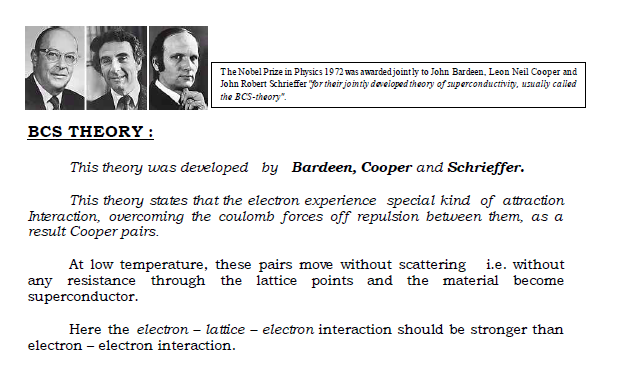 The Nobel Prize in Physics 1972 was awarded jointly to John Bardeen, Leon Neil Cooper and
John Robert Schrieffer "for their jointly developed theory of superconductivity, usually called
the BCS-theory".
BCS THEORY :
This theory was developed by Bardeen, Cooper and Schrieffer.
This theory states that the electron experience special kind of attraction
Interaction, overcoming the coulomb forces off repulsion between them, as a
result Cooper pairs.
At low temperature, these pairs move without scattering i.e. without
any resistance through the lattice points and the material become
superconductor.
Here the electron – lattice – electron interaction should be stronger than
electron – electron interaction.